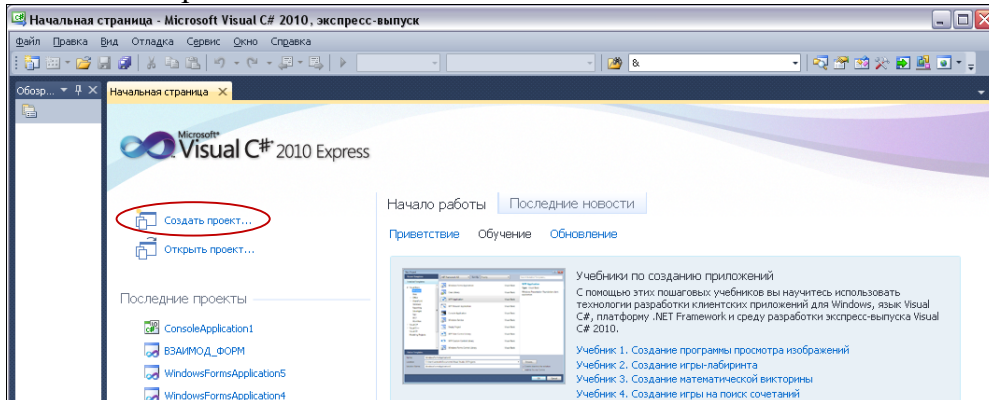 Начальная страница - Microsoft Visual C# 2010, экспресс-выпуск
Файл Правка Вид Отладка Сервис Окно Справка
&
Обозр...
Начальная страница
Microsoft
Visual C# 2010 Express
Создать проект...
Открыть проект...
Последние проекты
ConsoleApplication1
ВЗАИМОД_ФОРМ
WindowsFormsApplication5
WindowsFormsApplication4
Начало работы Последние новости
Приветствие Обучение Обновление
Учебники по созданию приложений
С помощью этих пошаговых учебников вы научитесь использовать
технологии разработки клиентских приложений для Windows, язык Visual
C#, платформу .NET Framework и среду разработки экспресс-выпуска Visual
C# 2010.
Учебник 1. Создание программы просмотра изображений
Учебник 2. Создание игры-лабиринта
Учебник 3. Создание математической викторины
Учебник 4. Создание игры на поиск сочетаний